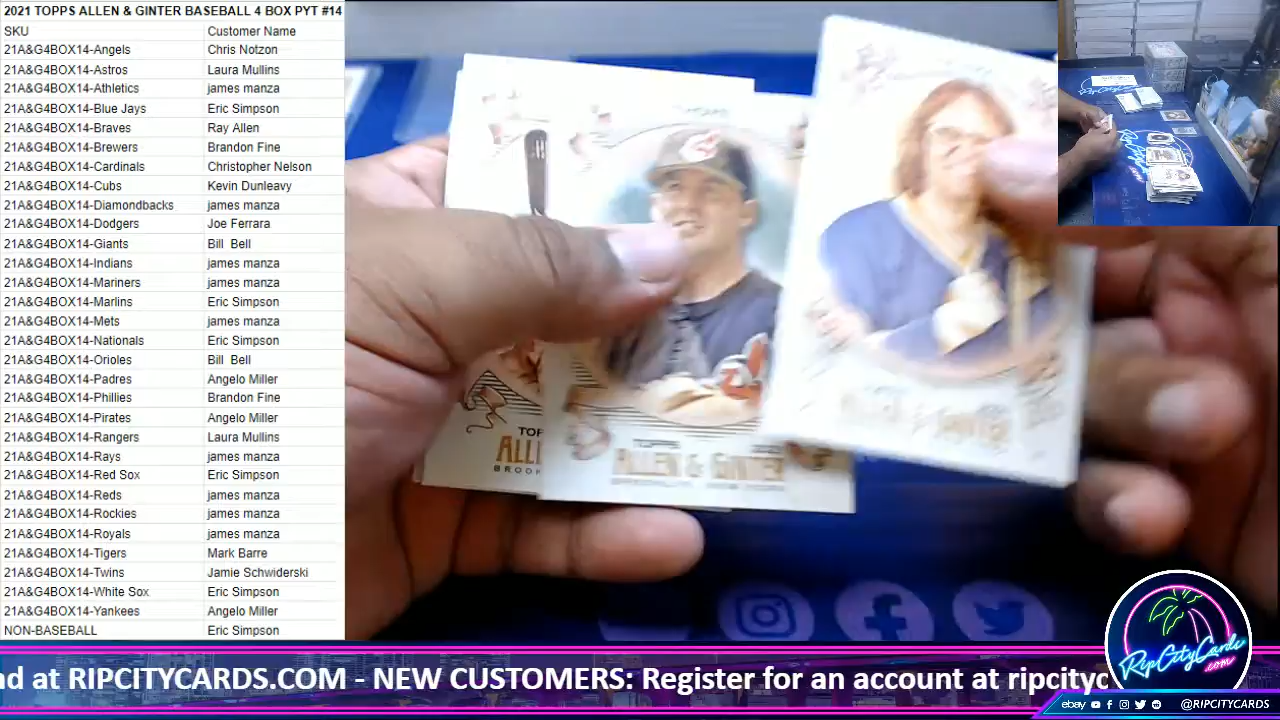 2021 TOPPS ALLEN & GINTER BASEBALL 4 BOX PYT #14
SKU Customer Name
21A&G4BOX14-Angels Chris Notzon
21A&G4BOX14-Astros Laura Mullins
21A&G4BOX14-Athletics james manza
21A&G4BOX14-Blue Jays Eric Simpson
21A&G4BOX14-Braves Ray Allen
21A&G4BOX14-Brewers Brandon Fine
21A&G4BOX14-Cardinals Christopher Nelson
21A&G4BOX14-Cubs Kevin Dunleavy
21A&G4BOX14-Diamondbacks james manza
21A&G4BOX14-Dodgers Joe Ferrara
21A&G4BOX14-Giants Bill Bell
21A&G4BOX14-Indians james manza
21A&G4BOX14-Mariners james manza
21A&G4BOX14-Marlins Eric Simpson
21A&G4BOX14-Mets james manza
21A&G4BOX14-Nationals Eric Simpson
21A&G4BOX14-Orioles Bill Bell
21A&G4BOX14-Padres Angelo Miller
21A&G4BOX14-Phillies Brandon Fine
21A&G4BOX14-Pirates Angelo Miller
21A&G4BOX14-Rangers Laura Mullins
21A&G4BOX14-Rays james manza
21A&G4BOX14-Red Sox Eric Simpson
21A&G4BOX14-Reds james manza
21A&G4BOX14-Rockies james manza
21A&G4BOX14-Royals james manza
21A&G4BOX14-Tigers Mark Barre
21A&G4BOX14-Twins Jamie Schwiderski
21A&G4BOX14-White Sox Eric Simpson
21A&G4BOX14-Yankees Angelo Miller
NON-BASEBALL Eric Simpson
TOP
ALL
BROOK
TOPPS
ALLEN & GINTER
nd at RIPCITYCARDS.COM - NEW CUSTOMERS: Register for an account at ripcityc
RipCityCards
.com
ebay @RIPCITYCARDS